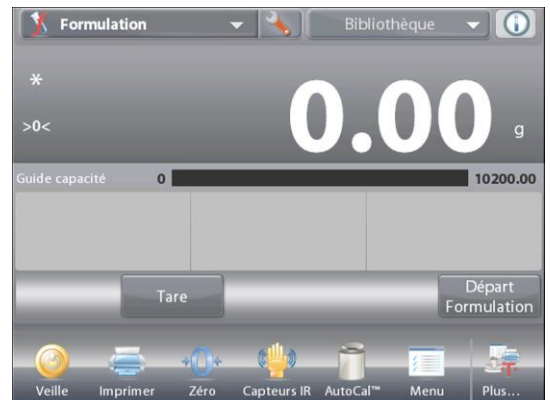 Formulation
Bibliothèque
*
>0<
0.00 g
Guide capacité 0 10200.00
Tare
Départ
Formulation
Veille Imprimer Zéro Capteurs IR AutoCal™ Menu Plus...